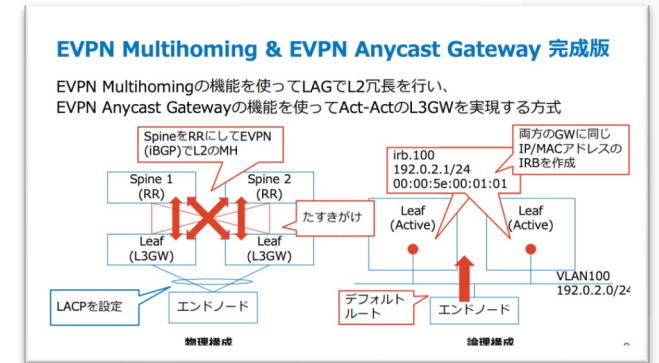 EVPN Multihoming & EVPN Anycast Gateway 完成版
EVPN Multihomingの機能を使ってLAGでL2冗長を行い、
EVPN Anycast Gatewayの機能を使ってAct-ActのL3GWを実現する方式
SpineをRRにしてEVPN
(iBGP)でL2のMH
Spine 1
(RR)
Spine 2
(RR)
たすきがけ
Leaf
(L3GW)
Leaf
(L3GW)
LACPを設定
エンドノード
物理構成
両方のGWに同じ
IP/MACアドレスの
IRBを作成
irb.100
192.0.2.1/24
00:00:5e:00:01:01
Leaf
(Active)
Leaf
(Active)
VLAN100
192.0.2.0/24
デフォルト
ルート
エンドノード
論理構成